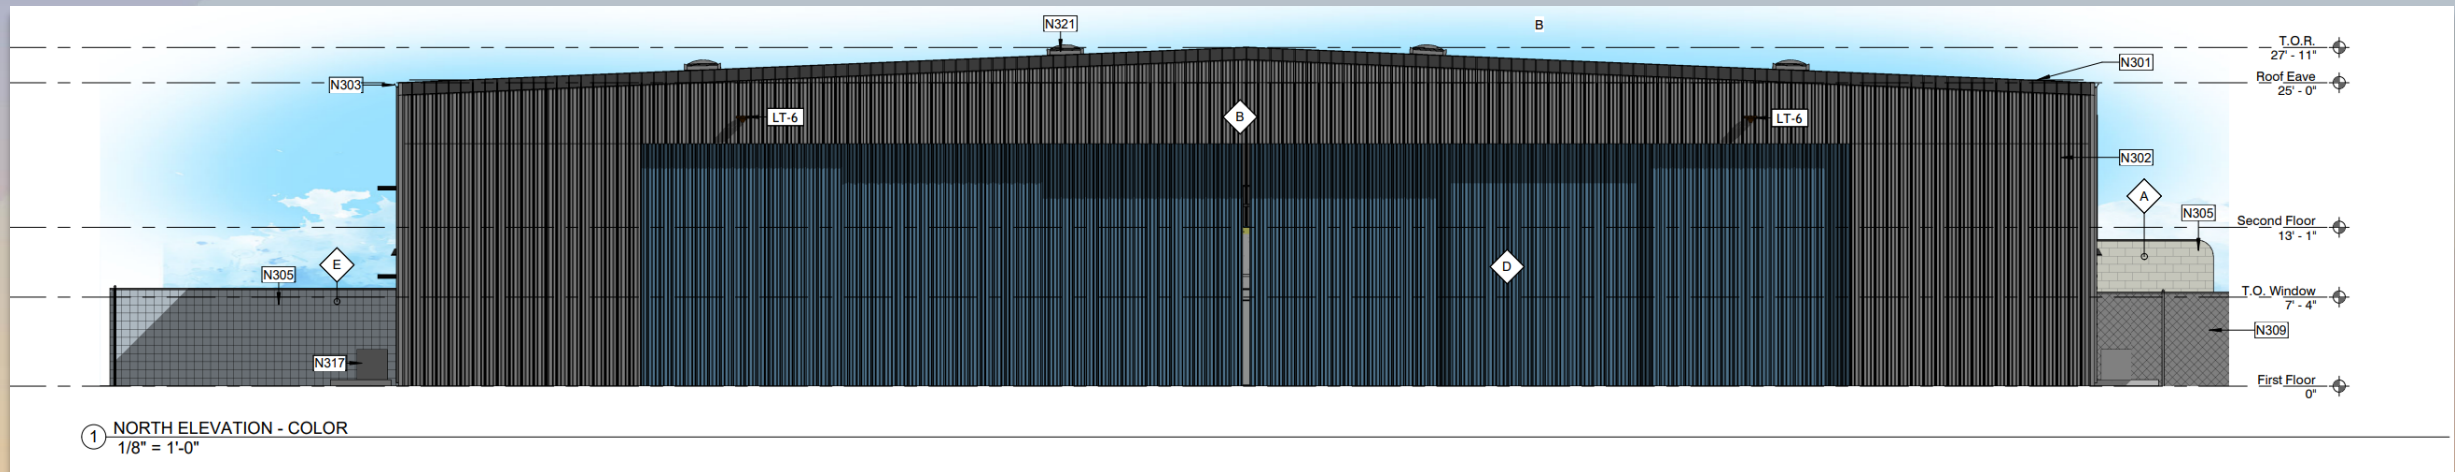 N321
B
T.O.R.
27' - 11"
N301
Roof Eave
25' - 0"
N303
LT-6
B
LT-6
N302
A
N305
Second Floor
13' - 1"
E
D
N305
T.O. Window
7' - 4"
N309
N317
First Floor
0"
1
NORTH ELEVATION - COLOR
1/8" = 1'-0"